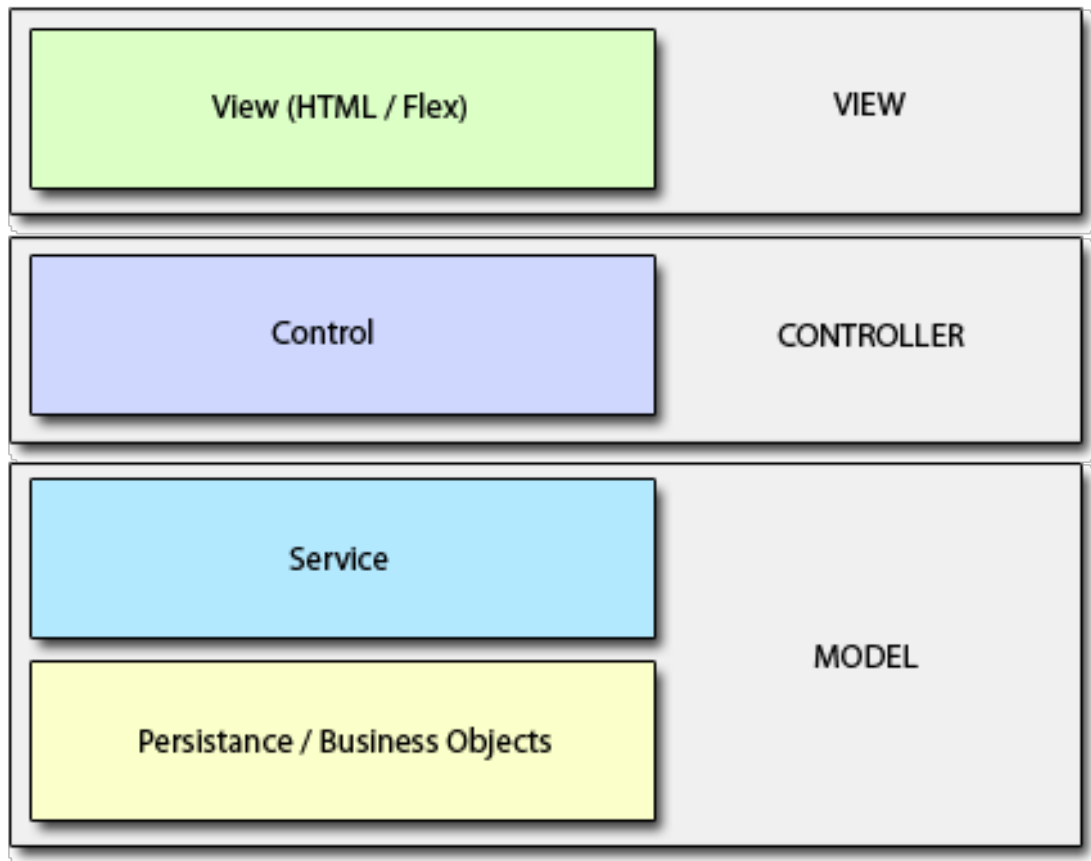 View (HTML / Flex)
VIEW
Control
CONTROLLER
Service
MODEL
Persistance / Business Objects